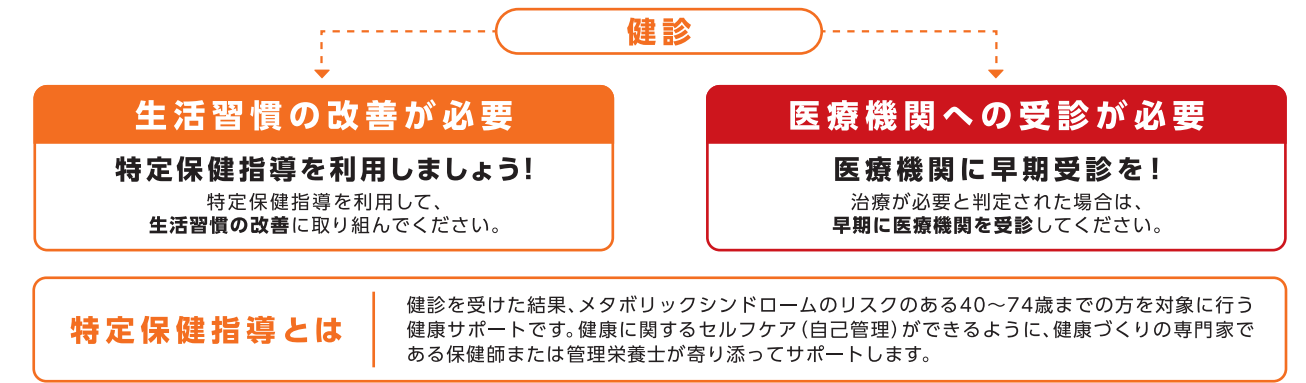 健診
生活習慣の改善が必要
特定保健指導を利用しましょう!
特定保健指導を利用して、
生活習慣の改善に取り組んでください。
医療機関への受診が必要
医療機関に早期受診を!
治療が必要と判定された場合は、
早期に医療機関を受診してください。
特定保健指導とは
健診を受けた結果、メタボリックシンドロームのリスクのある40〜74歳までの方を対象に行う
健康サポートです。健康に関するセルフケア(自己管理)ができるように、健康づくりの専門家で
ある保健師または管理栄養士が寄り添ってサポートします。